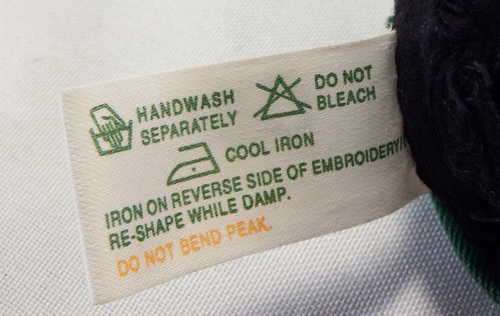 HANDWASH
SEPARATELY
DO NOT
BLEACH
COOL IRON
IRON ON REVERSE SIDE OF EMBROIDERY
RE-SHAPE WHILE DAMP.
DO NOT BEND PEAK.